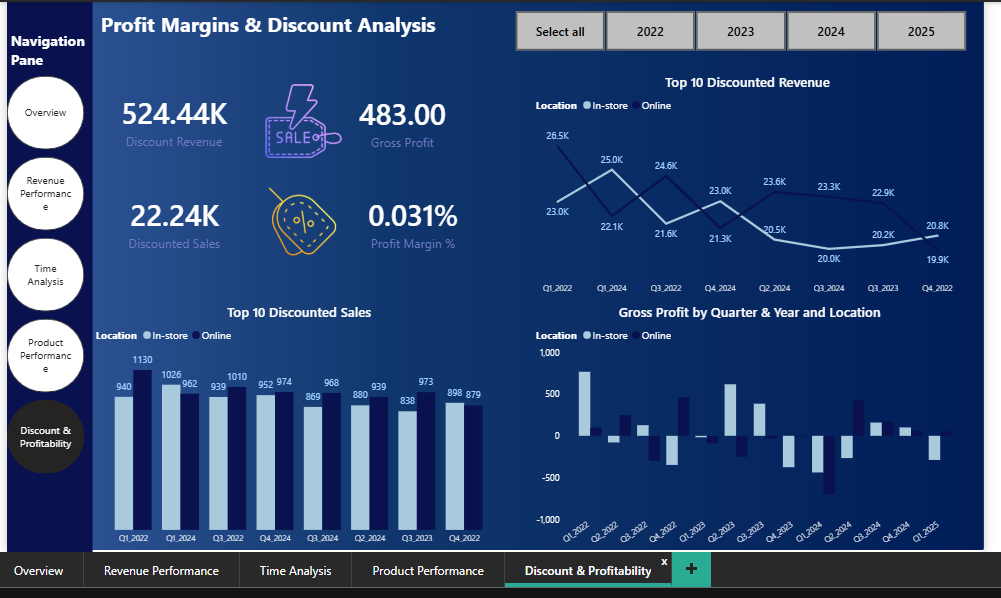 Navigation
Pane
Overview
Revenue
Performanc
e
Time
Analysis
Product
Performanc
e
Discount &
Profitability
Profit Margins & Discount Analysis
Select all
2022
2023
2024
2025
524.44K
Discount Revenue
SALE
483.00
Gross Profit
22.24K
Discounted Sales
%
0.031%
Profit Margin %
Top 10 Discounted Revenue
Location In-store Online
26.5K
25.0K
24.6K
23.0K
23.6K
23.3K
22.9K
20.8K
23.0K
22.1K
21.6K
21.3K
20.5K
20.0K
20.2K
19.9K
Q1_2022 Q1_2024 Q3_2022 Q4_2024 Q2_2024 Q3_2024 Q3_2023 Q4_2022
Top 10 Discounted Sales
Location In-store Online
940 1130 1026 962 939 1010 952 974 869 968 880 939 838 973 898 879
Q1_2022 Q1_2024 Q3_2022 Q4_2024 Q3_2024 Q2_2024 Q3_2023 Q4_2022
Gross Profit by Quarter & Year and Location
Location In-store Online
1,000
500
0
-500
-1,000
Q1_2022 Q2_2022 Q3_2022 Q4_2022 Q1_2023 Q2_2023 Q3_2023 Q4_2023 Q1_2024 Q2_2024 Q3_2024 Q4_2024 Q1_2025
Overview
Revenue Performance
Time Analysis
Product Performance
Discount & Profitability
x
+